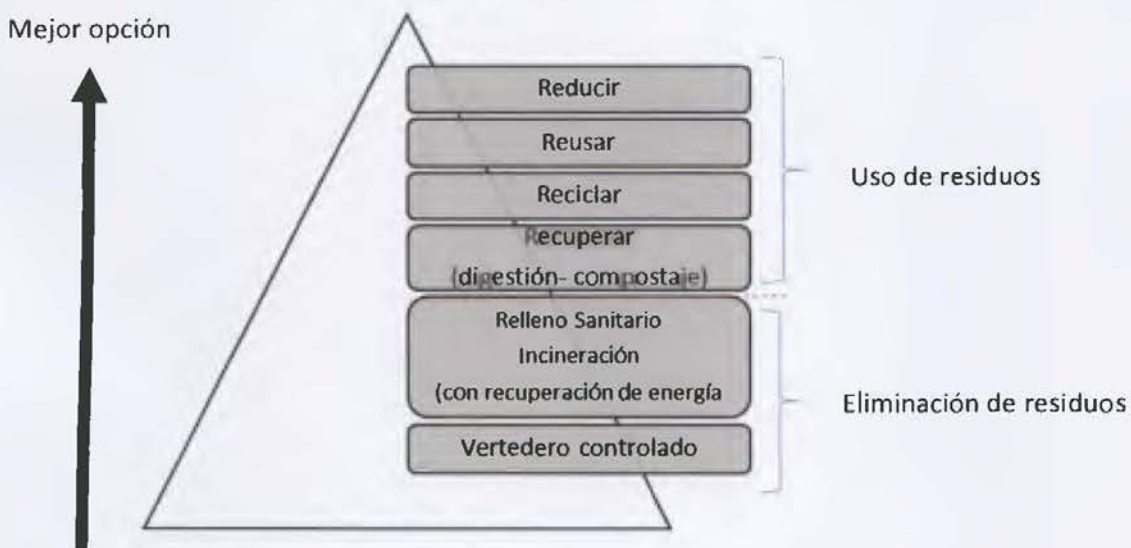 Mejor opción
Reducir
Reusar
Reciclar
Recuperar
(digestión- compostaje)
Uso de residuos
Relleno Sanitario
Incineración
(con recuperación de energía
Vertedero controlado
Eliminación de residuos